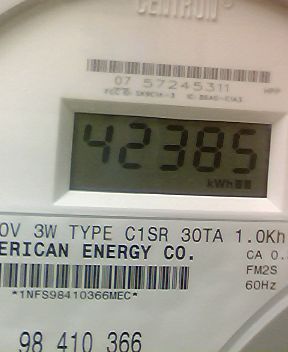 CENTRON®
07 57245311
42385
kWh
0V 3W TYPE C1SR 30TA 1.0Kh
ERICAN ENERGY CO.
CA 0.
FM2S
60Hz
*1NFS98410366MEC*
98 410 366